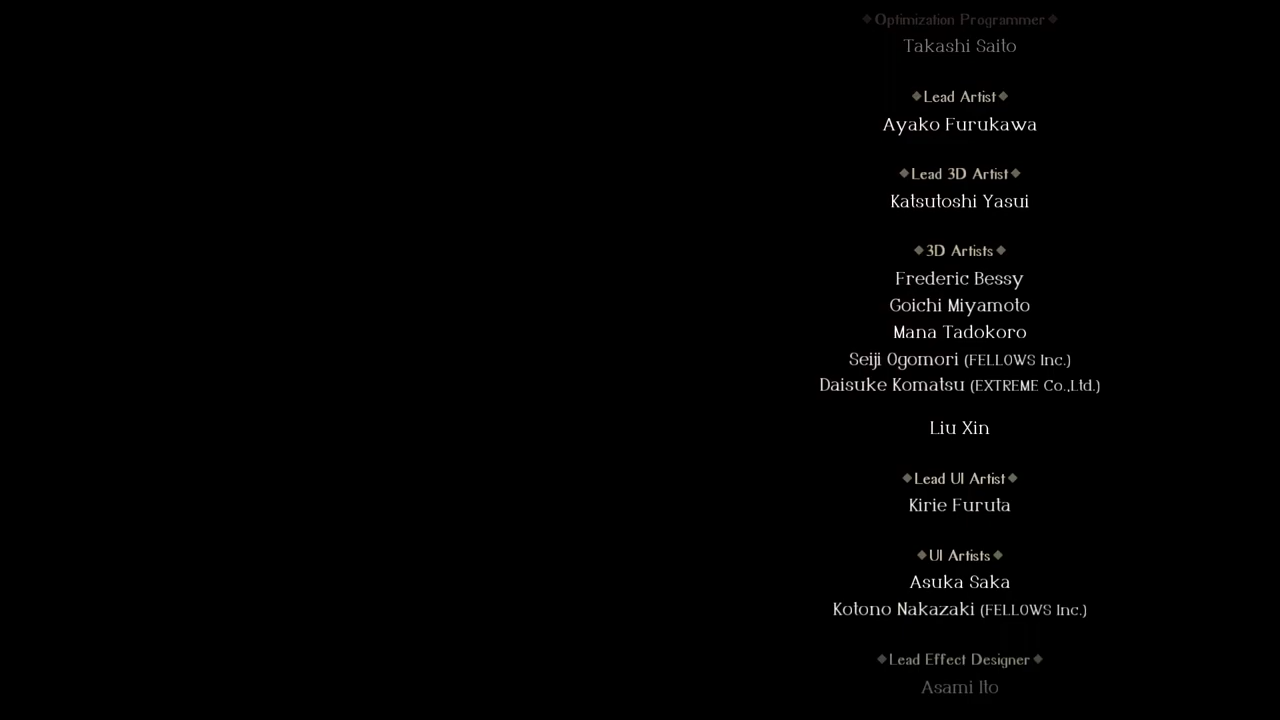 ◆Optimization Programmer◆
Takashi Saito
◆Lead Artist◆
Ayako Furukawa
◆Lead 3D Artist◆
Katsutoshi Yasui
◆3D Artists◆
Frederic Bessy
Goichi Miyamoto
Mana Tadokoro
Seiji Ogomori (FELLOWS Inc.)
Daisuke Komatsu (EXTREME Co.,Ltd.)
Liu Xin
◆Lead UI Artist◆
Kirie Furuta
◆UI Artists◆
Asuka Saka
Kotono Nakazaki (FELLOWS Inc.)
◆Lead Effect Designer◆
Asami Ito